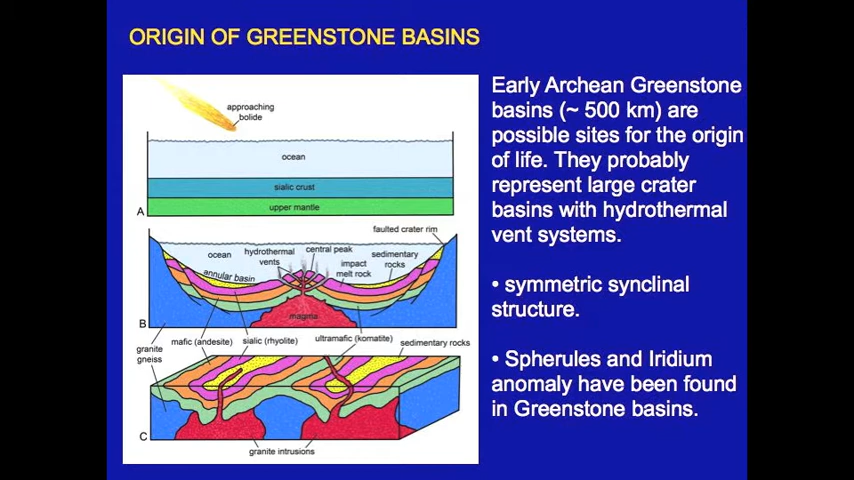 ORIGIN OF GREENSTONE BASINS
approaching
bolide
ocean
sialic crust
upper mantle
A
faulted crater rim
ocean
hydrothermal
vents
central peak
impact
melt rock
sedimentary
rocks
annular basin
magma
B
granite
gneiss
mafic (andesite)
sialic (rhyolite)
ultramafic (komatite)
sedimentary rocks
C
granite intrusions
Early Archean Greenstone
basins (~ 500 km) are
possible sites for the origin
of life. They probably
represent large crater
basins with hydrothermal
vent systems.
• symmetric synclinal
structure.
• Spherules and Iridium
anomaly have been found
in Greenstone basins.